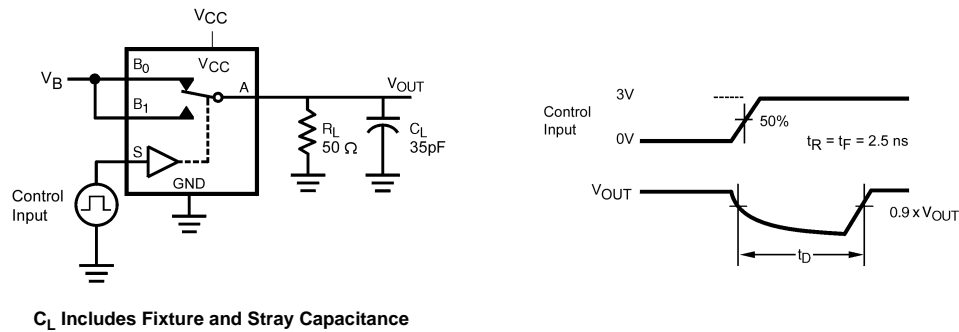 VCC
VCC
VB
B0
B1
A
VOUT
S
GND
RL
50 Ω
CL
35pF
Control
Input
CL Includes Fixture and Stray Capacitance
Control
Input
3V
0V
50%
tR = tF = 2.5 ns
VOUT
0.9 x VOUT
tD